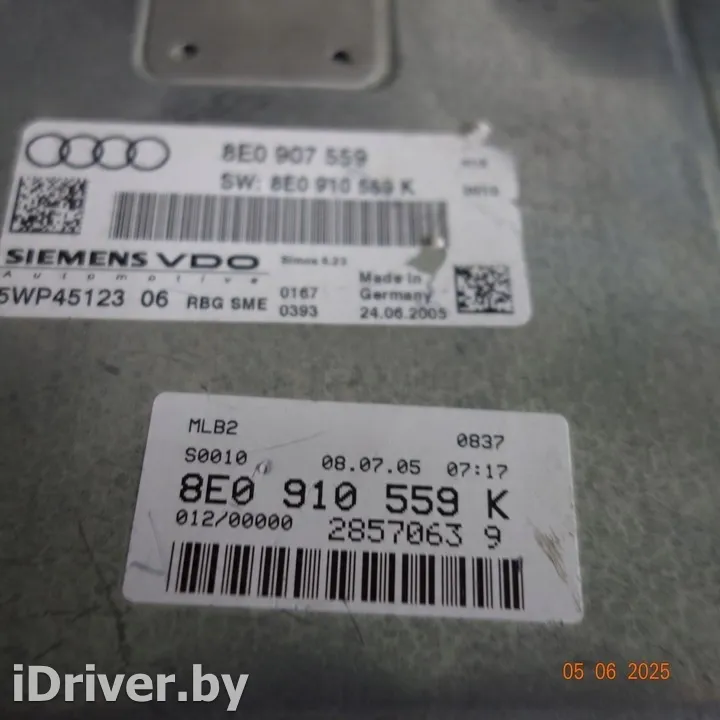 8E0 907 559
SW: 8E0 910 559 K
SIEMENS VDO
Automotive
Simos 5.23
Made in
Germany
5WP45123 06 RBG SME
0167
0393
24.06.2005
MLB2
0837
S0010
08.07.05 07:17
8E0 910 559 K
012/00000
2857063 9
05 06 2025
iDriver.by